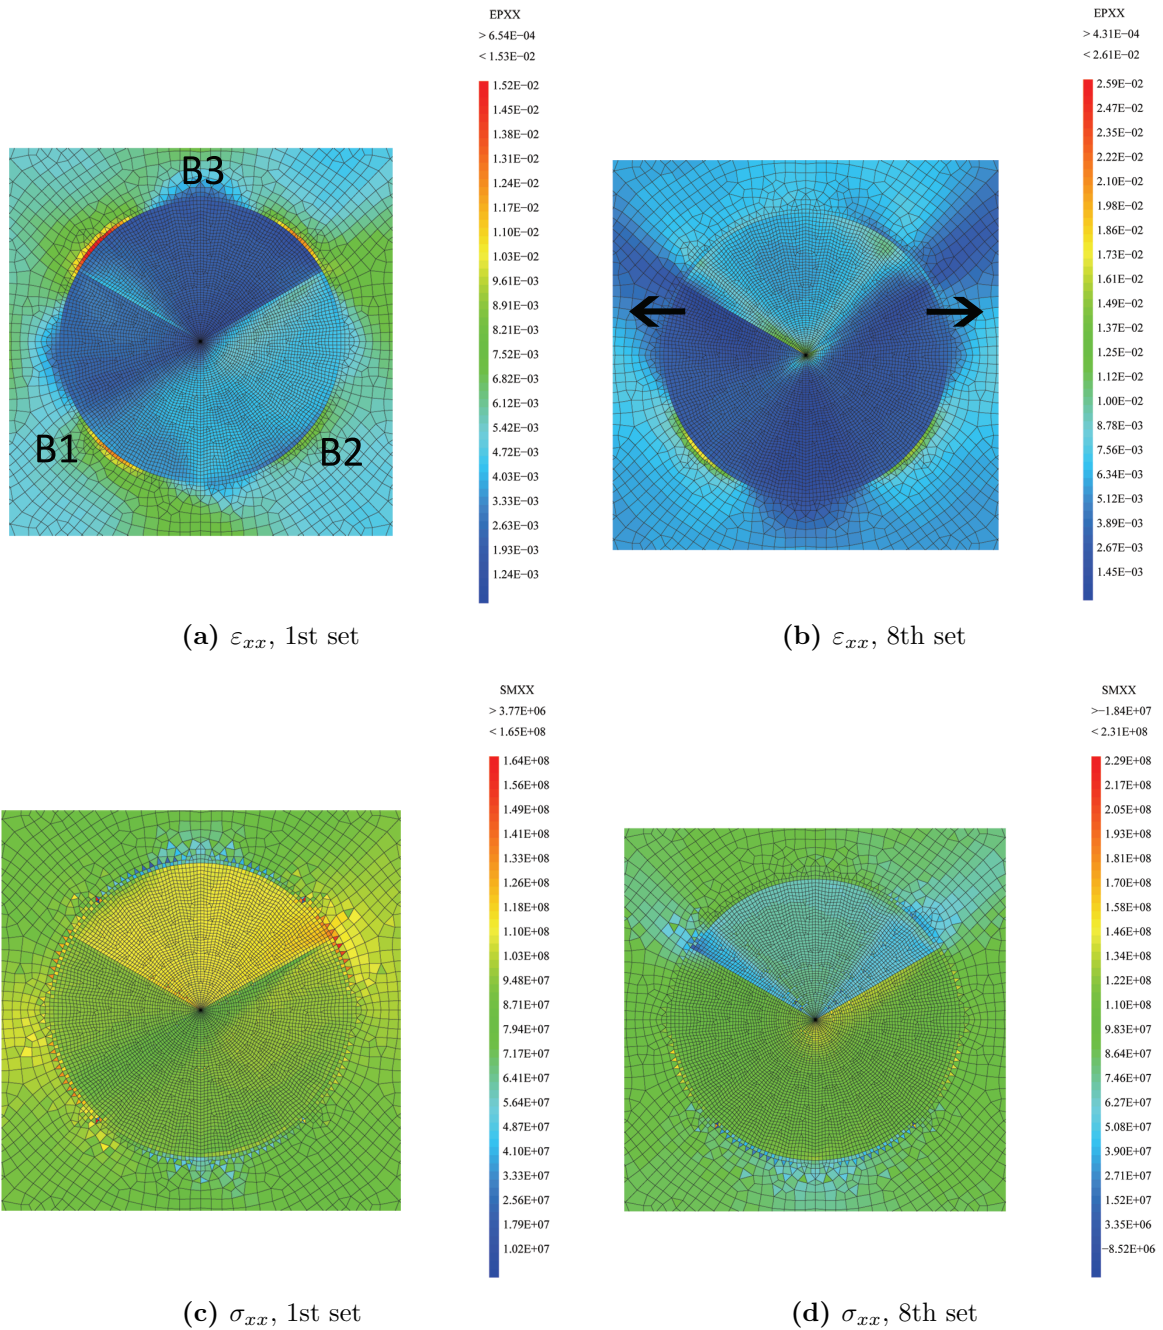 EPXX
> 6.54E−04
< 1.53E−02
1.52E−02
1.45E−02
1.38E−02
1.31E−02
1.24E−02
1.17E−02
1.10E−02
1.03E−02
9.61E−03
8.91E−03
8.21E−03
7.52E−03
6.82E−03
6.12E−03
5.42E−03
4.72E−03
4.03E−03
3.33E−03
2.63E−03
1.93E−03
1.24E−03
B3
B1
B2
(a) εxx, 1st set
EPXX
> 4.31E−04
< 2.61E−02
2.59E−02
2.47E−02
2.35E−02
2.22E−02
2.10E−02
1.98E−02
1.86E−02
1.73E−02
1.61E−02
1.49E−02
1.37E−02
1.25E−02
1.12E−02
1.00E−02
8.78E−03
7.56E−03
6.34E−03
5.12E−03
3.89E−03
2.67E−03
1.45E−03
(b) εxx, 8th set
SMXX
> 3.77E+06
< 1.65E+08
1.64E+08
1.56E+08
1.49E+08
1.41E+08
1.33E+08
1.26E+08
1.18E+08
1.10E+08
1.03E+08
9.48E+07
8.71E+07
7.94E+07
7.17E+07
6.41E+07
5.64E+07
4.87E+07
4.10E+07
3.33E+07
2.56E+07
1.79E+07
1.02E+07
(c) σxx, 1st set
SMXX
>−1.84E+07
< 2.31E+08
2.29E+08
2.17E+08
2.05E+08
1.93E+08
1.81E+08
1.70E+08
1.58E+08
1.46E+08
1.34E+08
1.22E+08
1.10E+08
9.83E+07
8.64E+07
7.46E+07
6.27E+07
5.08E+07
3.90E+07
2.71E+07
1.52E+07
3.35E+06
−8.52E+06
(d) σxx, 8th set